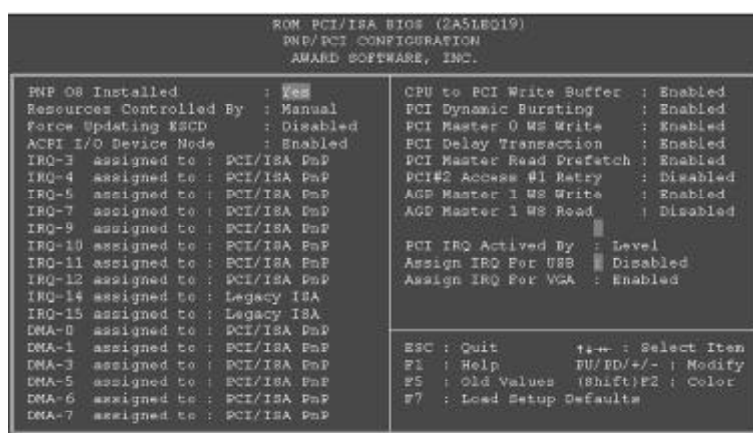 ROM PCI/ISA BIOS (2A5LEQ19)
PNP/PCI CONFIGURATION
AWARD SOFTWARE, INC.
PNP OS Installed : Yes
Resources Controlled By : Manual
Force Updating ESCD : Disabled
ACPI I/O Device Node : Enabled
IRQ-3 assigned to : PCI/ISA PnP
IRQ-4 assigned to : PCI/ISA PnP
IRQ-5 assigned to : PCI/ISA PnP
IRQ-7 assigned to : PCI/ISA PnP
IRQ-9 assigned to : PCI/ISA PnP
IRQ-10 assigned to : PCI/ISA PnP
IRQ-11 assigned to : PCI/ISA PnP
IRQ-12 assigned to : PCI/ISA PnP
IRQ-14 assigned to : Legacy ISA
IRQ-15 assigned to : Legacy ISA
DMA-0 assigned to : PCI/ISA PnP
DMA-1 assigned to : PCI/ISA PnP
DMA-3 assigned to : PCI/ISA PnP
DMA-5 assigned to : PCI/ISA PnP
DMA-6 assigned to : PCI/ISA PnP
DMA-7 assigned to : PCI/ISA PnP
CPU to PCI Write Buffer : Enabled
PCI Dynamic Bursting : Enabled
PCI Master 0 WS Write : Enabled
PCI Delay Transaction : Enabled
PCI Master Read Prefetch : Enabled
PCI#2 Access #1 Retry : Disabled
AGP Master 1 WS Write : Enabled
AGP Master 1 WS Read : Disabled
PCI IRQ Actived By : Level
Assign IRQ For USB Disabled
Assign IRQ For VGA : Enabled
ESC : Quit ↑↓→← : Select Item
F1 : Help PU/PD/+/- : Modify
F5 : Old Values (Shift)F2 : Color
F7 : Load Setup Defaults